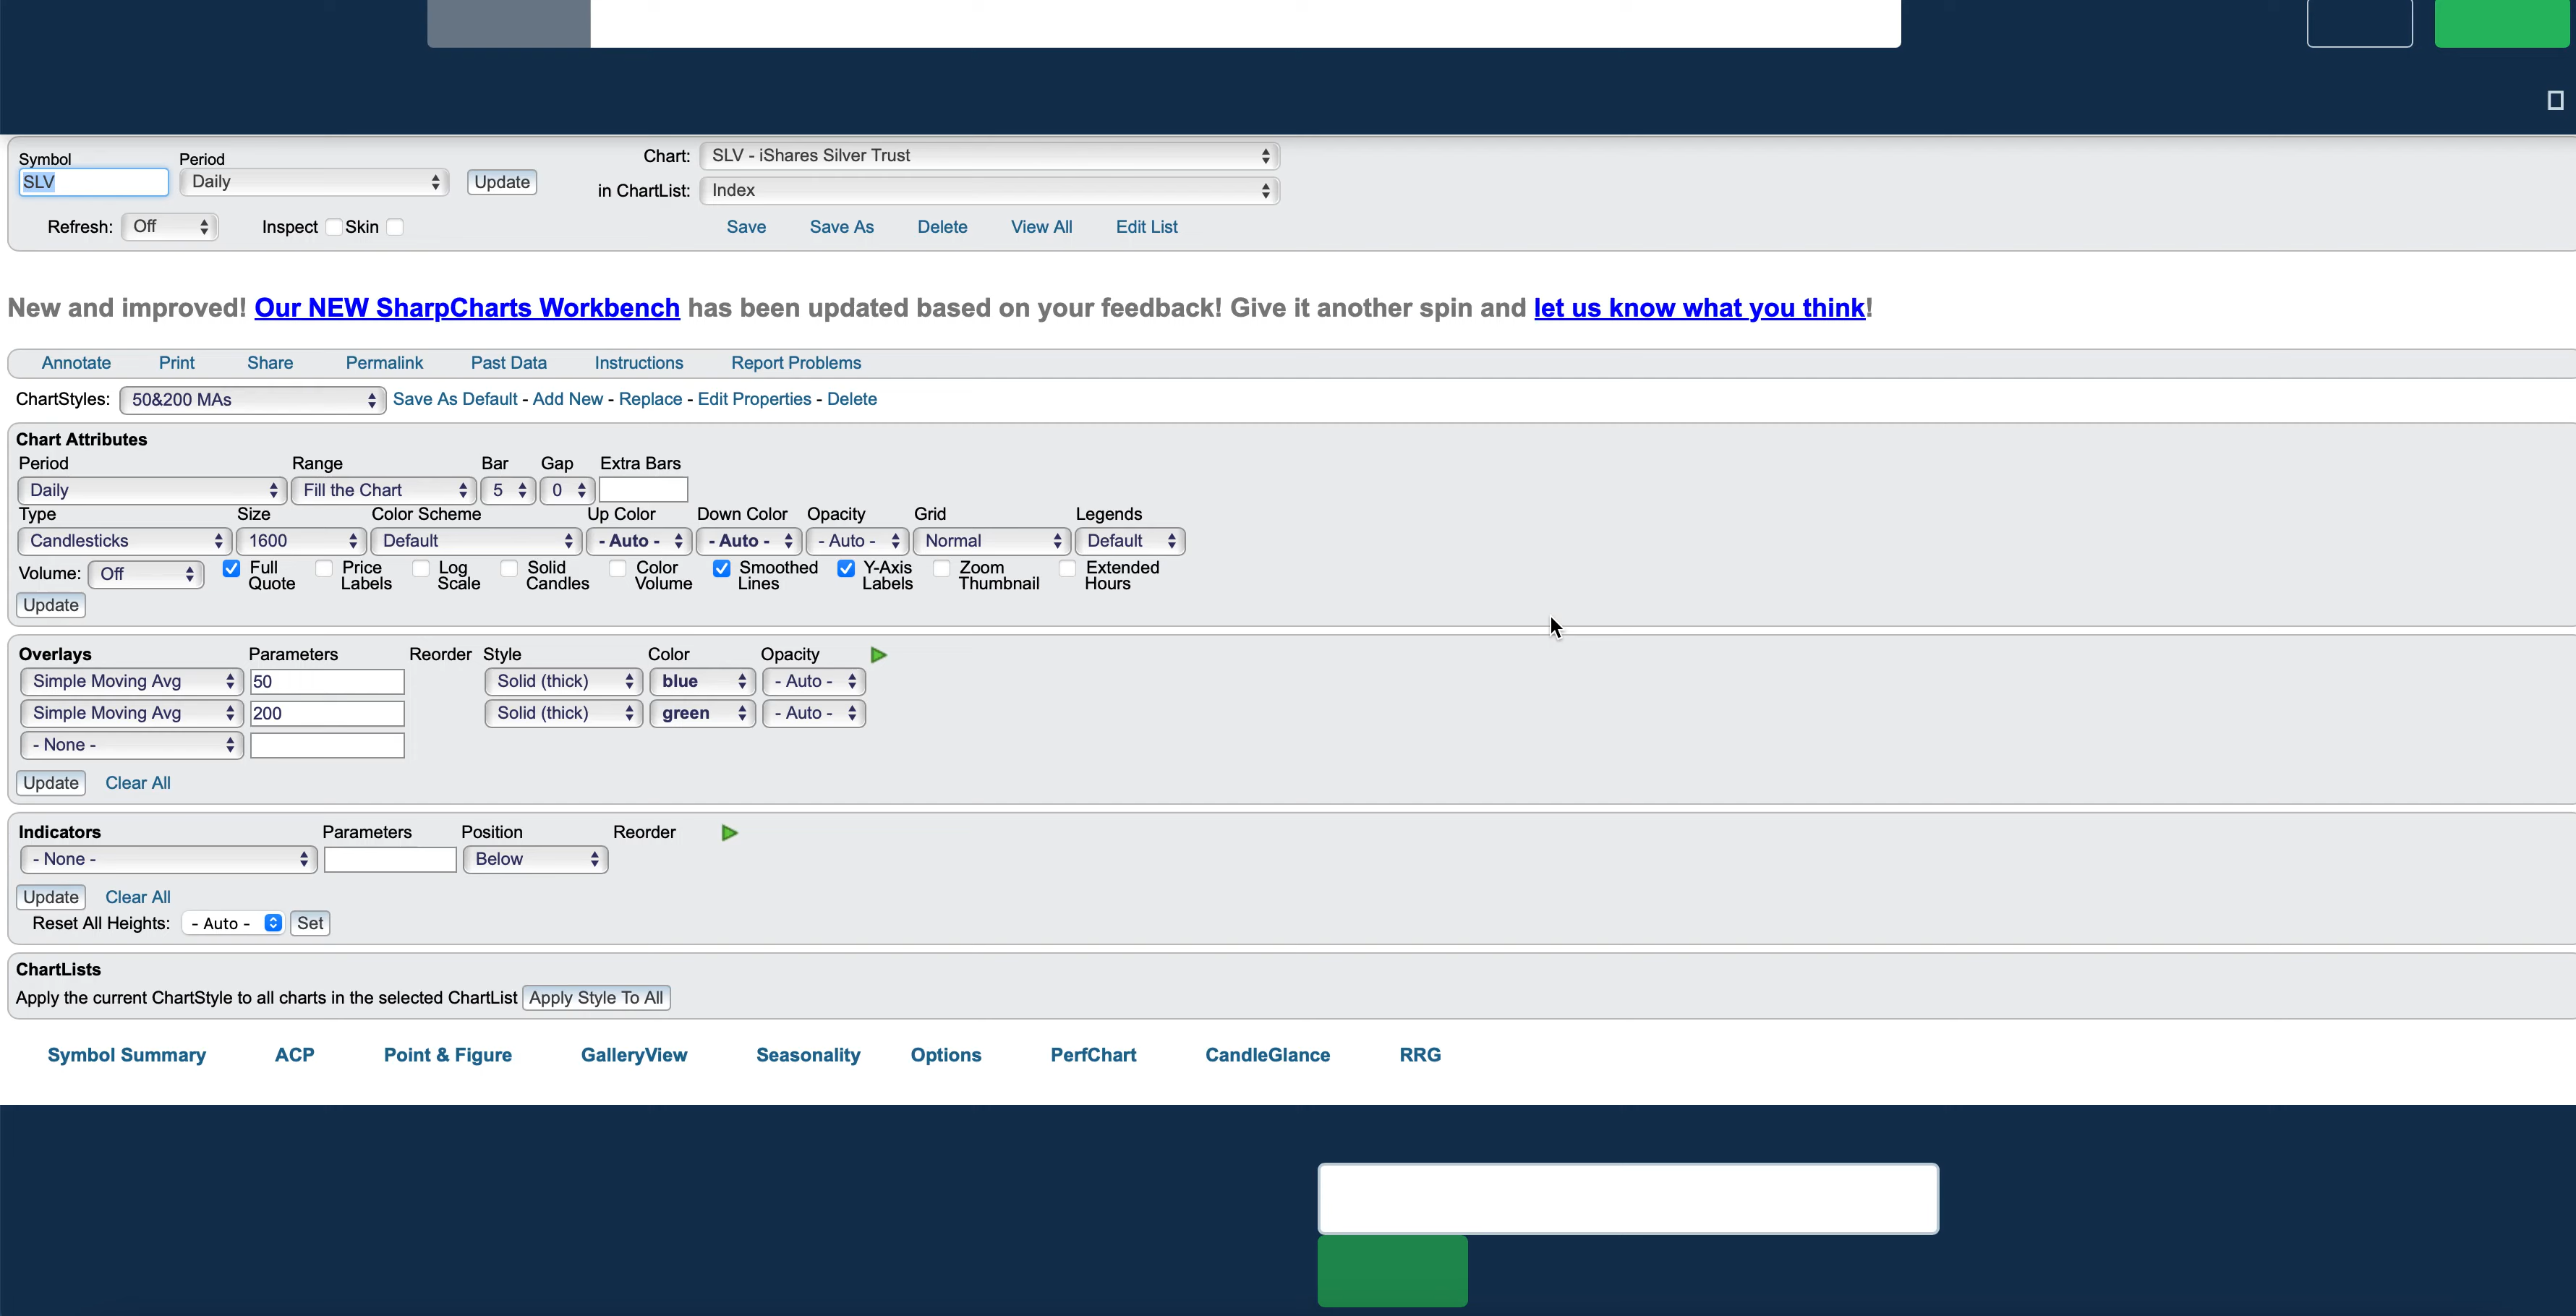 Symbol Period
SLV Daily Update
Chart: SLV - iShares Silver Trust
in ChartList: Index
Refresh: Off Inspect Skin
Save Save As Delete View All Edit List
New and improved! Our NEW SharpCharts Workbench has been updated based on your feedback! Give it another spin and let us know what you think!
Annotate Print Share Permalink Past Data Instructions Report Problems
ChartStyles: 50&200 MAs Save As Default - Add New - Replace - Edit Properties - Delete
Chart Attributes
Period Range Bar Gap Extra Bars
Daily Fill the Chart 5 0
Type Size Color Scheme Up Color Down Color Opacity Grid Legends
Candlesticks 1600 Default - Auto - - Auto - - Auto - Normal Default
Volume: Off Full Quote Price Labels Log Scale Solid Candles Color Volume Smoothed Lines Y-Axis Labels Zoom Thumbnail Extended Hours
Update
Overlays Parameters Reorder Style Color Opacity
Simple Moving Avg 50 Solid (thick) blue - Auto -
Simple Moving Avg 200 Solid (thick) green - Auto -
- None -
Update Clear All
Indicators Parameters Position Reorder
- None - Below
Update Clear All
Reset All Heights: - Auto - Set
ChartLists
Apply the current ChartStyle to all charts in the selected ChartList Apply Style To All
Symbol Summary ACP Point & Figure GalleryView Seasonality Options PerfChart CandleGlance RRG